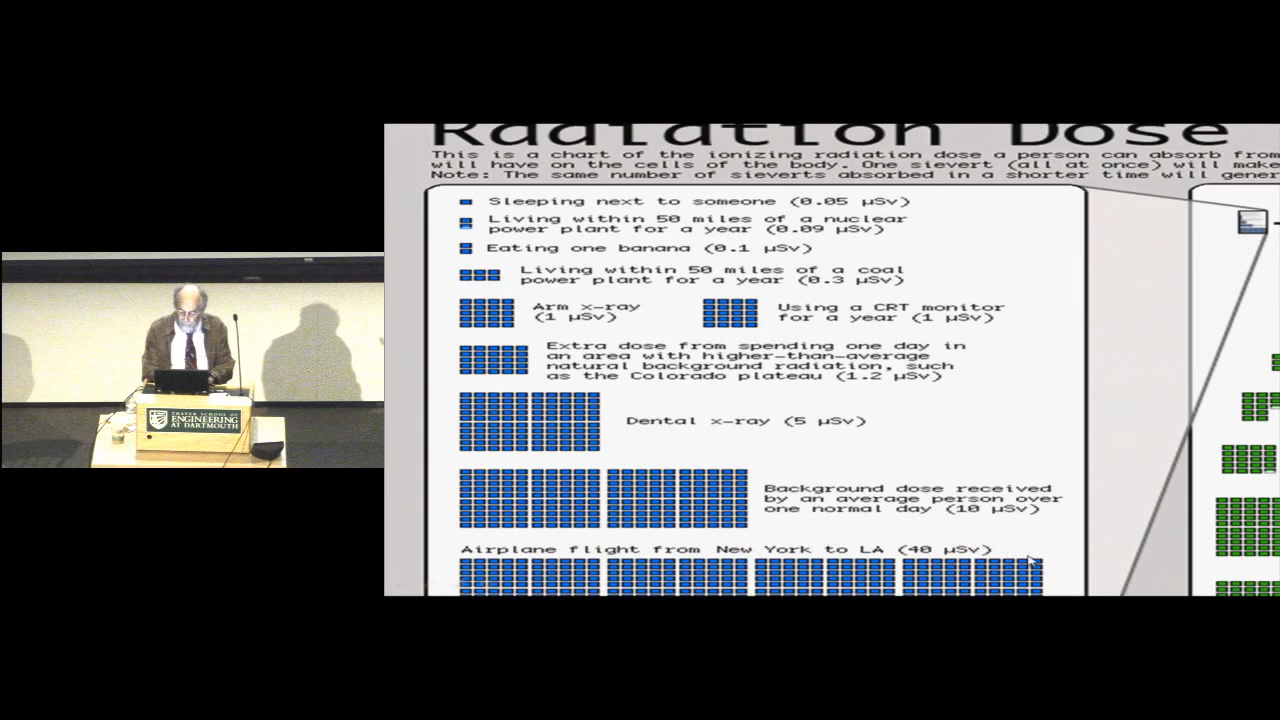 THAYER SCHOOL OF
ENGINEERING
AT DARTMOUTH
Radiation Dose
This is a chart of the ionizing radiation dose a person can absorb from
will have on the cells of the body. One sievert (all at once) will make
Note: The same number of sieverts absorbed in a shorter time will gener
Sleeping next to someone (0.05 µSv)
Living within 50 miles of a nuclear
power plant for a year (0.09 µSv)
Eating one banana (0.1 µSv)
Living within 50 miles of a coal
power plant for a year (0.3 µSv)
Arm x-ray
(1 µSv)
Using a CRT monitor
for a year (1 µSv)
Extra dose from spending one day in
an area with higher-than-average
natural background radiation, such
as the Colorado plateau (1.2 µSv)
Dental x-ray (5 µSv)
Background dose received
by an average person over
one normal day (10 µSv)
Airplane flight from New York to LA (40 µSv)